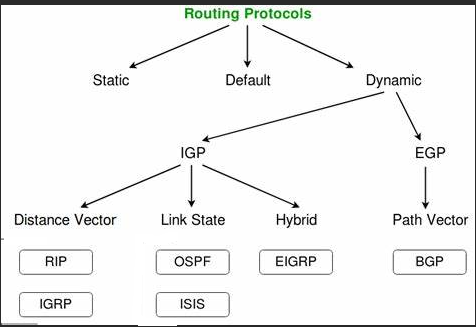 Routing Protocols
Static Default Dynamic
IGP EGP
Distance Vector Link State Hybrid Path Vector
RIP OSPF EIGRP BGP
IGRP ISIS